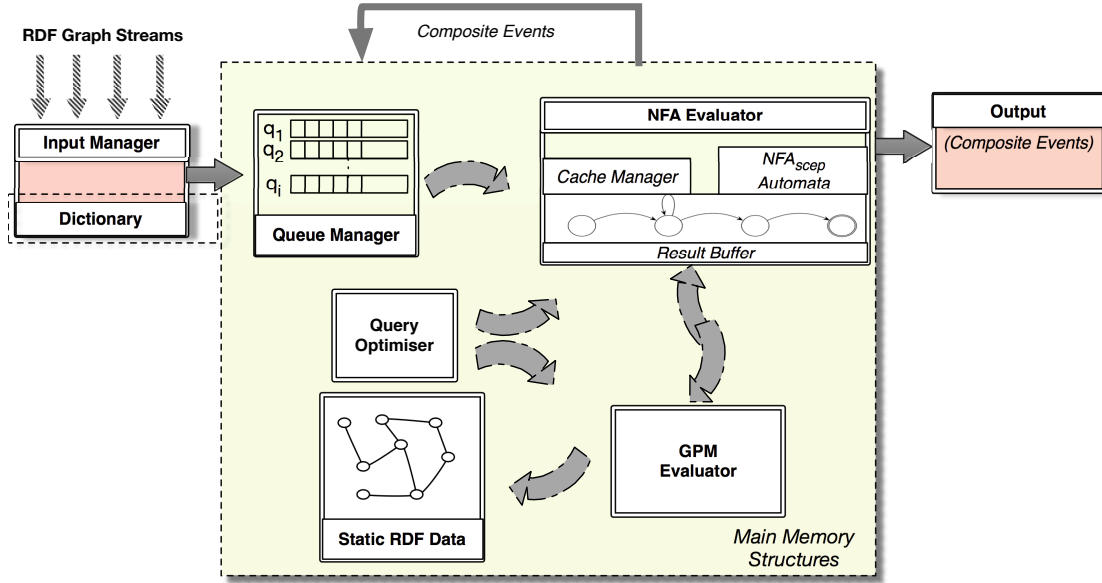 Composite Events
RDF Graph Streams
Input Manager
Dictionary
q1
q2
qi
Queue Manager
NFA Evaluator
Cache Manager
NFAscep
Automata
Result Buffer
Output
(Composite Events)
Query
Optimiser
Static RDF Data
GPM
Evaluator
Main Memory
Structures